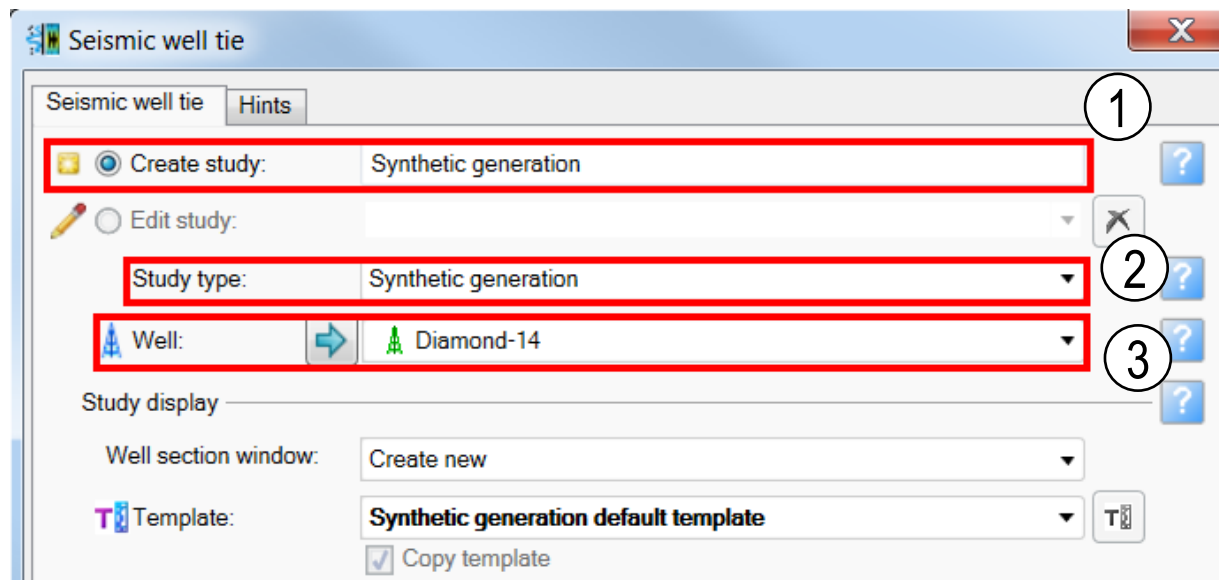 Seismic well tie
X
Seismic well tie Hints
1
Create study: Synthetic generation ?
Edit study:
2
Study type: Synthetic generation ?
Well: Diamond-14 ?
3
Study display ?
Well section window: Create new
T Template: Synthetic generation default template T
Copy template